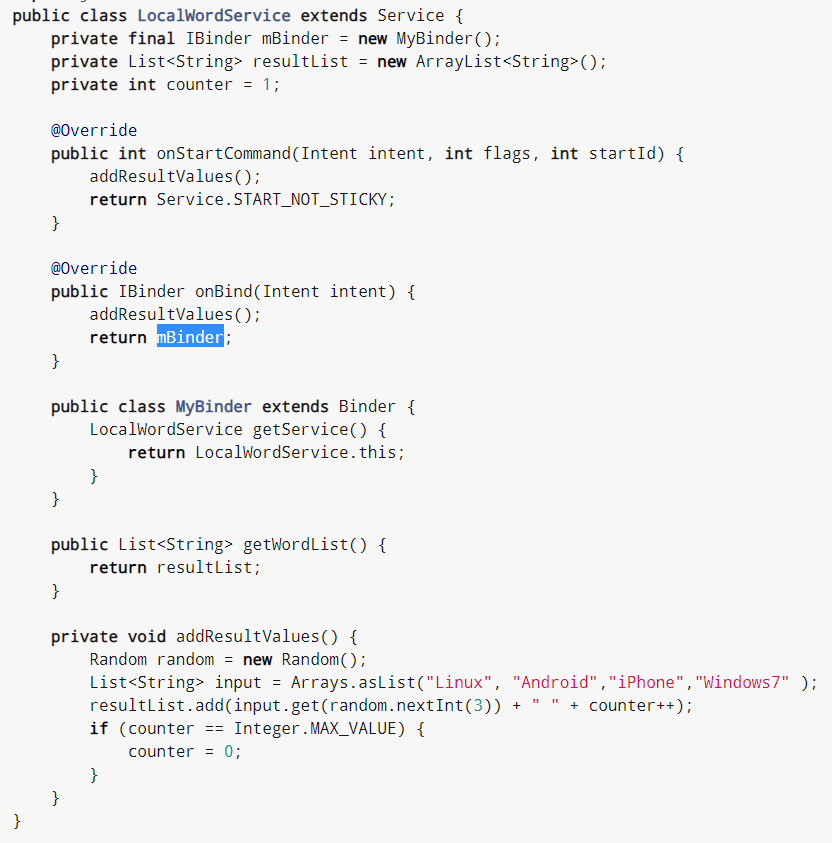 public class LocalWordService extends Service {
    private final IBinder mBinder = new MyBinder();
    private List<String> resultList = new ArrayList<String>();
    private int counter = 1;

    @Override
    public int onStartCommand(Intent intent, int flags, int startId) {
        addResultValues();
        return Service.START_NOT_STICKY;
    }

    @Override
    public IBinder onBind(Intent intent) {
        addResultValues();
        return mBinder;
    }

    public class MyBinder extends Binder {
        LocalWordService getService() {
            return LocalWordService.this;
        }
    }

    public List<String> getWordList() {
        return resultList;
    }

    private void addResultValues() {
        Random random = new Random();
        List<String> input = Arrays.asList("Linux", "Android","iPhone","Windows7" );
        resultList.add(input.get(random.nextInt(3)) + " " + counter++);
        if (counter == Integer.MAX_VALUE) {
            counter = 0;
        }
    }
}